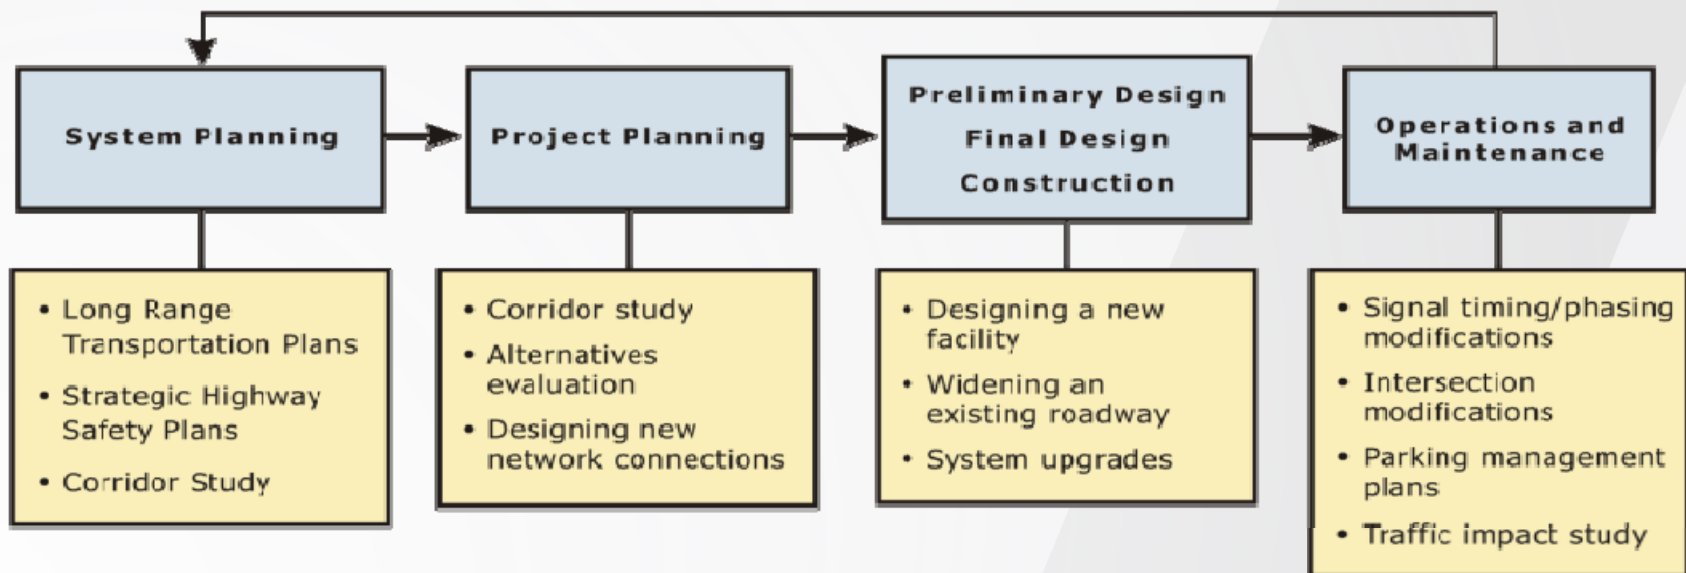 System Planning
Project Planning
Preliminary Design
Final Design
Construction
Operations and
Maintenance
• Long Range
Transportation Plans
• Strategic Highway
Safety Plans
• Corridor Study
• Corridor study
• Alternatives
evaluation
• Designing new
network connections
• Designing a new
facility
• Widening an
existing roadway
• System upgrades
• Signal timing/phasing
modifications
• Intersection
modifications
• Parking management
plans
• Traffic impact study